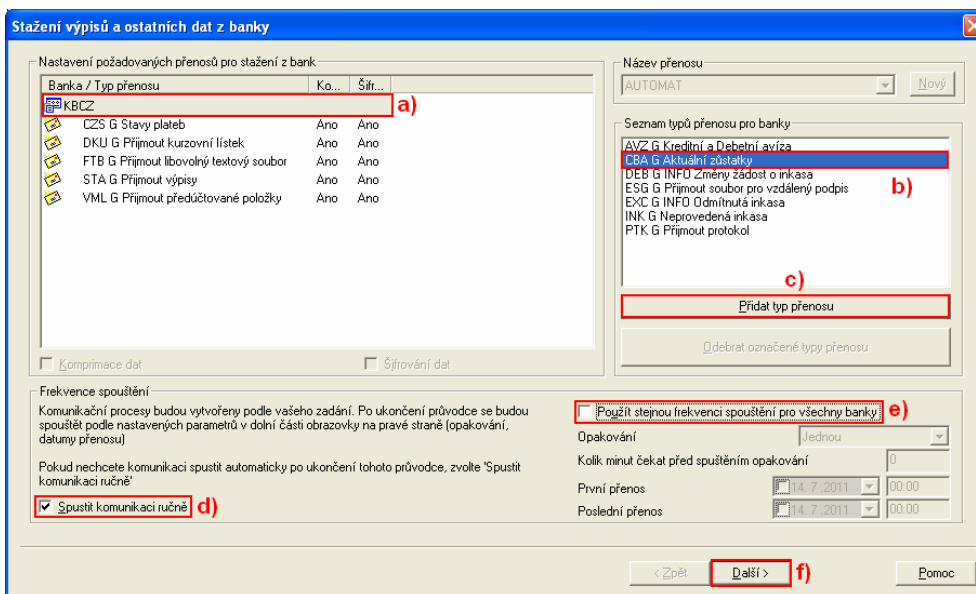 Stažení výpisů a ostatních dat z banky
Nastavení požadovaných přenosů pro stažení z bank
Banka / Typ přenosu Ko... Šifr...
KBCZ a)
CZS G Stavy plateb Ano Ano
DKU G Přijmout kurzovní lístek Ano Ano
FTB G Přijmout libovolný textový soubor Ano Ano
STA G Přijmout výpisy Ano Ano
VML G Přijmout předúčtované položky Ano Ano
Komprimace dat Šifrování dat
Název přenosu
AUTOMAT Nový
Seznam typů přenosu pro banky
AVZ G Kreditní a Debetní avíza
CBA G Aktuální zůstatky
DEB G INFO Změny žádost o inkasa
b)
ESG G Přijmout soubor pro vzdálený podpis
EXC G INFO Odmítnutá inkasa
INK G Neprovedená inkasa
PTK G Přijmout protokol
c)
Přidat typ přenosu
Odebrat označené typy přenosu
Frekvence spouštění
Komunikační procesy budou vytvořeny podle vašeho zadání. Po ukončení průvodce se budou
spouštět podle nastavených parametrů v dolní části obrazovky na pravé straně (opakování,
datumy přenosu)
Pokud nechcete komunikaci spustit automaticky po ukončení tohoto průvodce, zvolte 'Spustit
komunikaci ručně'
Spustit komunikaci ručně d)
Použít stejnou frekvenci spouštění pro všechny banky e)
Opakování Jednou
Kolik minut čekat před spuštěním opakování 0
První přenos 14. 7 .2011 00:00
Poslední přenos 14. 7 .2011 00:00
< Zpět Další > f) Pomoc